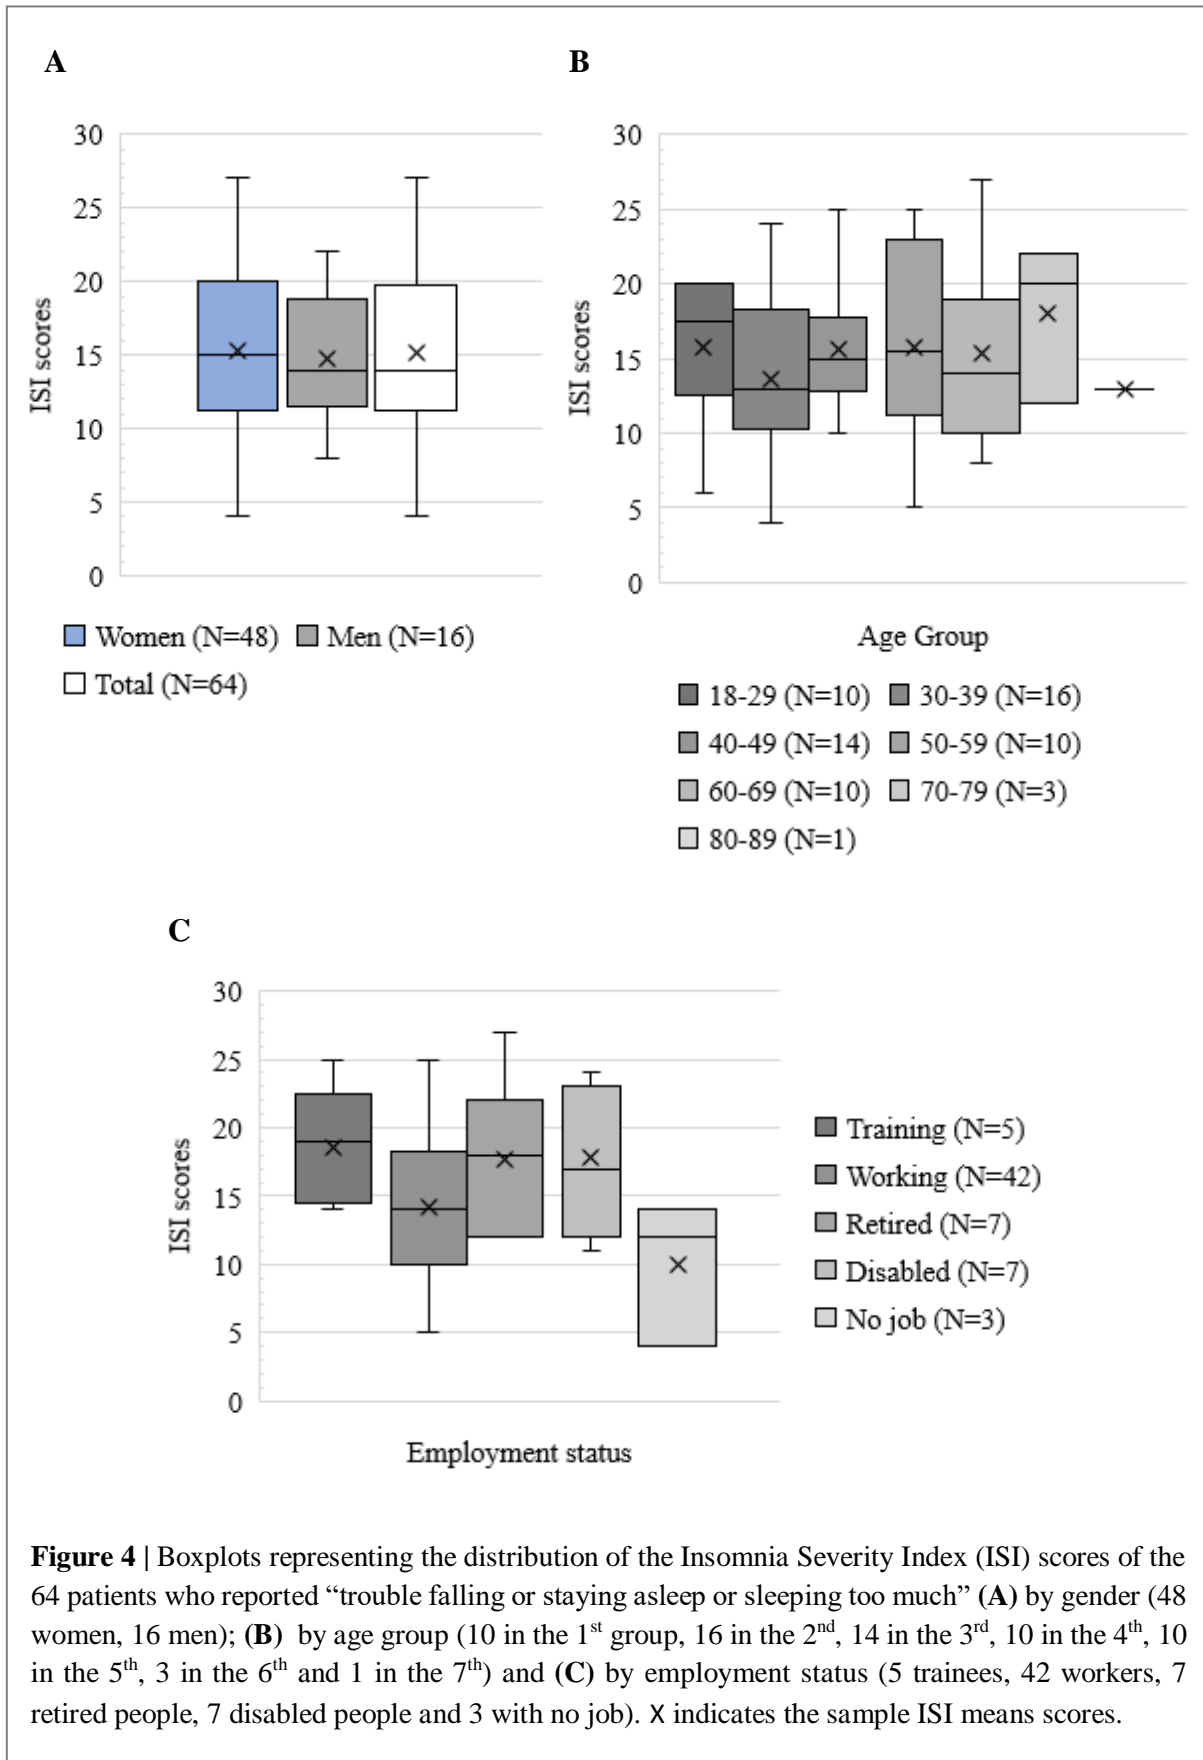 A
B
30
25
20
15
10
5
0
ISI scores
Women (N=48) Men (N=16)
Total (N=64)
30
25
20
15
10
5
0
ISI scores
Age Group
18-29 (N=10) 30-39 (N=16)
40-49 (N=14) 50-59 (N=10)
60-69 (N=10) 70-79 (N=3)
80-89 (N=1)
C
30
25
20
15
10
5
0
ISI scores
Employment status
Training (N=5)
Working (N=42)
Retired (N=7)
Disabled (N=7)
No job (N=3)
Figure 4 | Boxplots representing the distribution of the Insomnia Severity Index (ISI) scores of the
64 patients who reported “trouble falling or staying asleep or sleeping too much” (A) by gender (48
women, 16 men); (B) by age group (10 in the 1st group, 16 in the 2nd, 14 in the 3rd, 10 in the 4th, 10
in the 5th, 3 in the 6th and 1 in the 7th) and (C) by employment status (5 trainees, 42 workers, 7
retired people, 7 disabled people and 3 with no job). X indicates the sample ISI means scores.